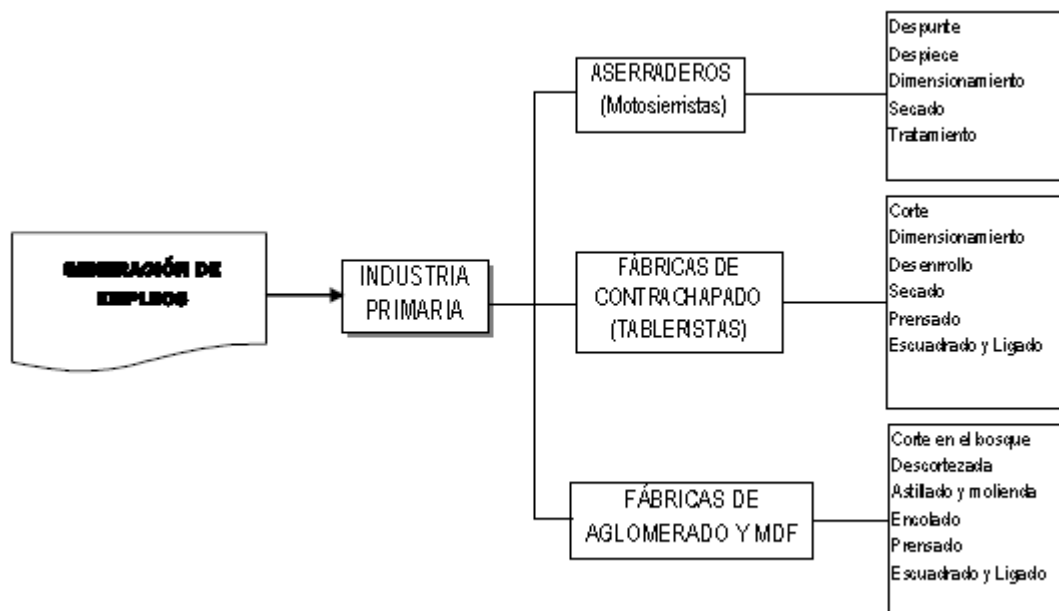 GENERACIÓN DE
EMPLEOS
INDUSTRIA
PRIMARIA
ASERRADEROS
(Motosierristas)
Despunte
Despiece
Dimensionamiento
Secado
Tratamiento
FÁBRICAS DE
CONTRACHAPADO
(TABLERISTAS)
Corte
Dimensionamiento
Desenrrollo
Secado
Prensado
Escuadrado y Ligado
FÁBRICAS DE
AGLOMERADO Y MDF
Corte en el bosque
Descortezada
Astillado y molienda
Encolado
Prensado
Escuadrado y Ligado